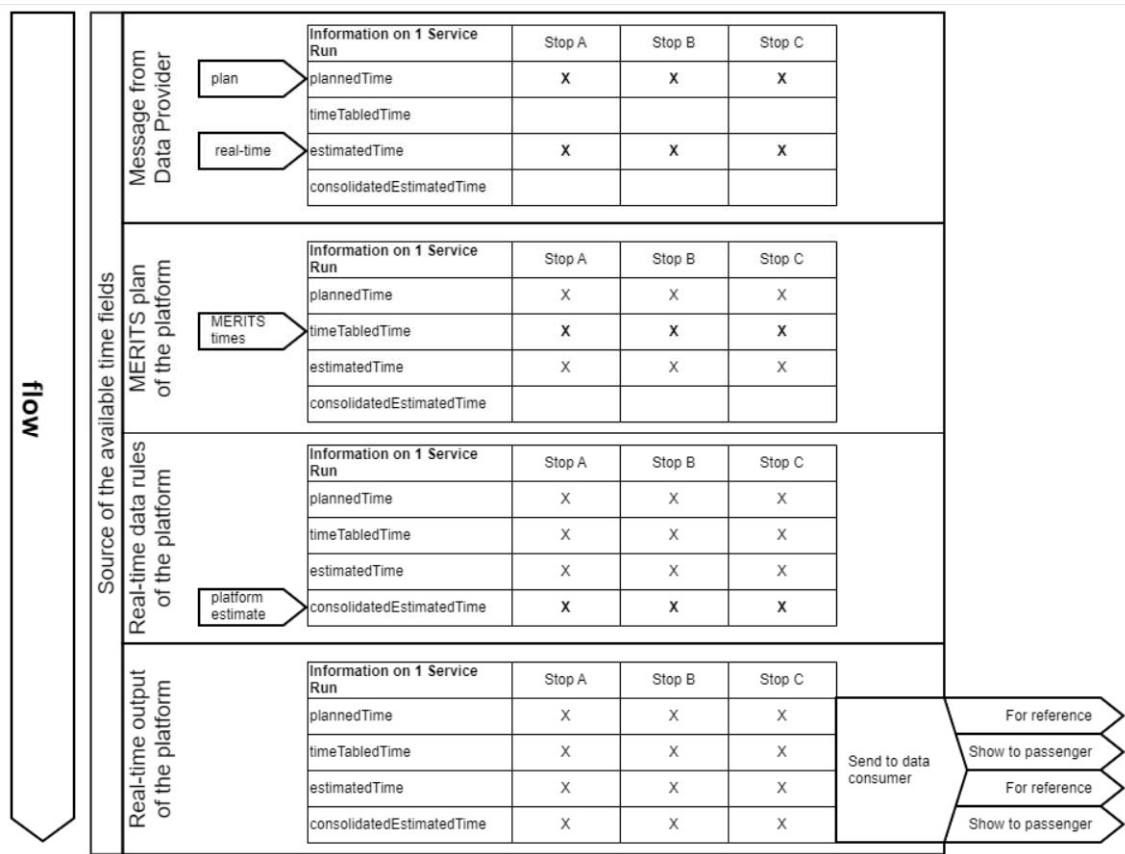 flow
Source of the available time fields
Message from
Data Provider
plan
real-time
Information on 1 Service
Run
Stop A
Stop B
Stop C
plannedTime
X
X
X
timeTabledTime
estimatedTime
X
X
X
consolidatedEstimatedTime
MERITS plan
of the platform
MERITS
times
Information on 1 Service
Run
Stop A
Stop B
Stop C
plannedTime
X
X
X
timeTabledTime
X
X
X
estimatedTime
X
X
X
consolidatedEstimatedTime
Real-time data rules
of the platform
platform
estimate
Information on 1 Service
Run
Stop A
Stop B
Stop C
plannedTime
X
X
X
timeTabledTime
X
X
X
estimatedTime
X
X
X
consolidatedEstimatedTime
X
X
X
Real-time output
of the platform
Information on 1 Service
Run
Stop A
Stop B
Stop C
plannedTime
X
X
X
timeTabledTime
X
X
X
estimatedTime
X
X
X
consolidatedEstimatedTime
X
X
X
Send to data
consumer
For reference
Show to passenger
For reference
Show to passenger